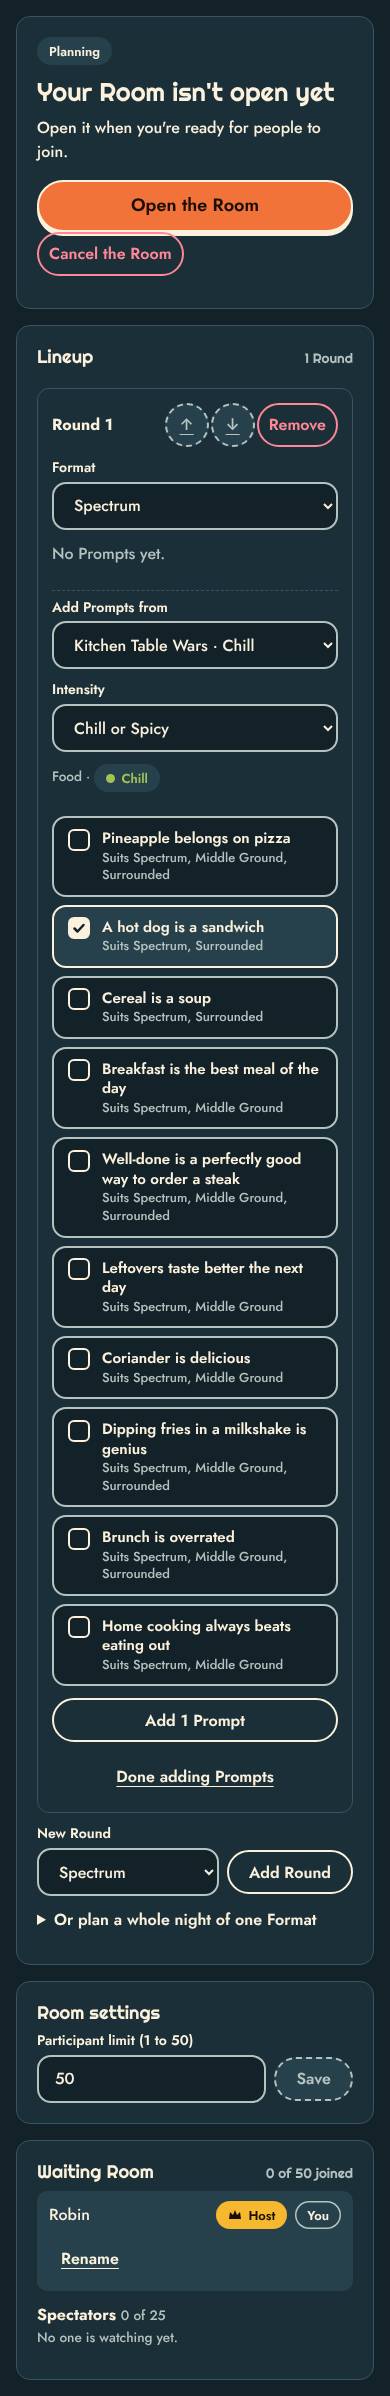 Planning
Your Room isn't open yet
Open it when you're ready for people to
join.
Open the Room
Cancel the Room
Lineup
1 Round
Round 1
Remove
Format
Spectrum
No Prompts yet.
Add Prompts from
Kitchen Table Wars · Chill
Intensity
Chill or Spicy
Food · Chill
Pineapple belongs on pizza
Suits Spectrum, Middle Ground,
Surrounded
A hot dog is a sandwich
Suits Spectrum, Surrounded
Cereal is a soup
Suits Spectrum, Surrounded
Breakfast is the best meal of the
day
Suits Spectrum, Middle Ground
Well-done is a perfectly good
way to order a steak
Suits Spectrum, Middle Ground,
Surrounded
Leftovers taste better the next
day
Suits Spectrum, Middle Ground
Coriander is delicious
Suits Spectrum, Middle Ground
Dipping fries in a milkshake is
genius
Suits Spectrum, Middle Ground,
Surrounded
Brunch is overrated
Suits Spectrum, Middle Ground,
Surrounded
Home cooking always beats
eating out
Suits Spectrum, Middle Ground
Add 1 Prompt
Done adding Prompts
New Round
Spectrum
Add Round
Or plan a whole night of one Format
Room settings
Participant limit (1 to 50)
50
Save
Waiting Room
0 of 50 joined
Robin
Host
You
Rename
Spectators 0 of 25
No one is watching yet.